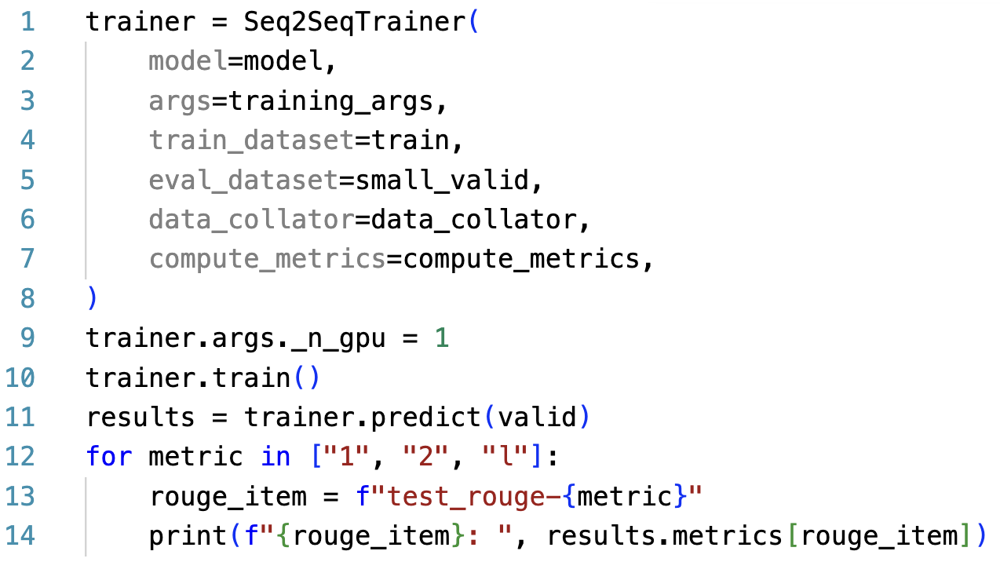 1 trainer = Seq2SeqTrainer(
2     model=model,
3     args=training_args,
4     train_dataset=train,
5     eval_dataset=small_valid,
6     data_collator=data_collator,
7     compute_metrics=compute_metrics,
8 )
9 trainer.args._n_gpu = 1
10 trainer.train()
11 results = trainer.predict(valid)
12 for metric in ["1", "2", "l"]:
13     rouge_item = f"test_rouge-{metric}"
14     print(f"{rouge_item}: ", results.metrics[rouge_item])